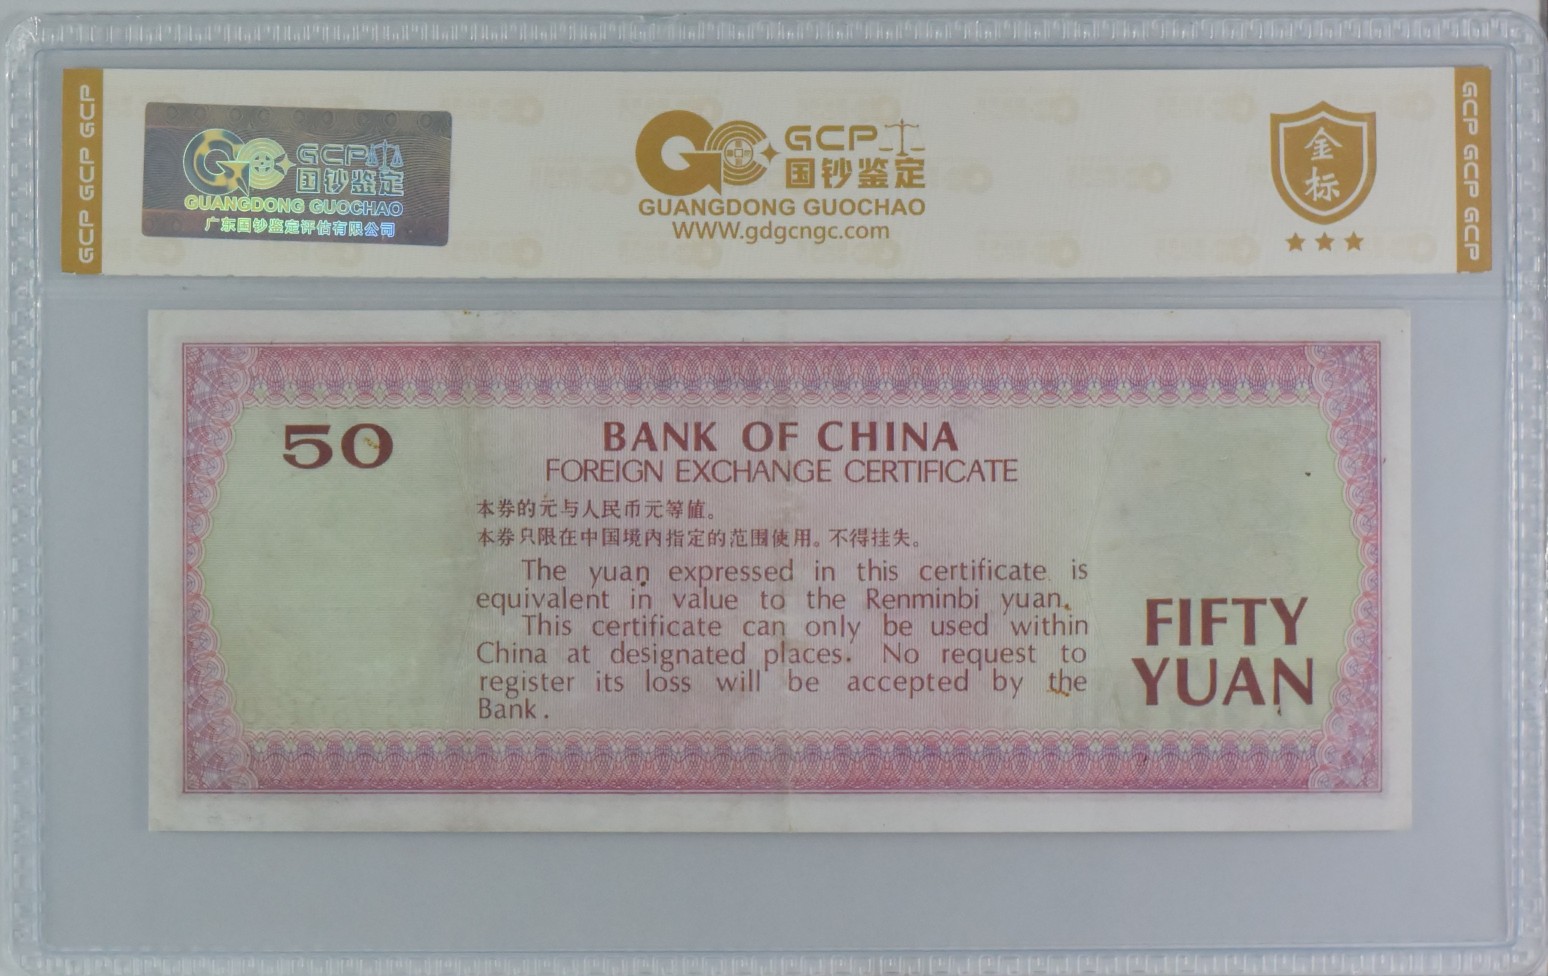 GCP GCP GCP
GCP
国钞鉴定
GUANGDONG GUOCHAO
广东国钞鉴定评估有限公司
GCP
国钞鉴定
GUANGDONG GUOCHAO
WWW.gdgcngc.com
金
标
GCP GCP GCP
50
BANK OF CHINA
FOREIGN EXCHANGE CERTIFICATE
本券的元与人民币元等值。
本券只限在中国境内指定的范围使用。不得挂失。
The yuan expressed in this certificate is
equivalent in value to the Renminbi yuan.
This certificate can only be used within
China at designated places. No request to
register its loss will be accepted by the
Bank.
FIFTY
YUAN